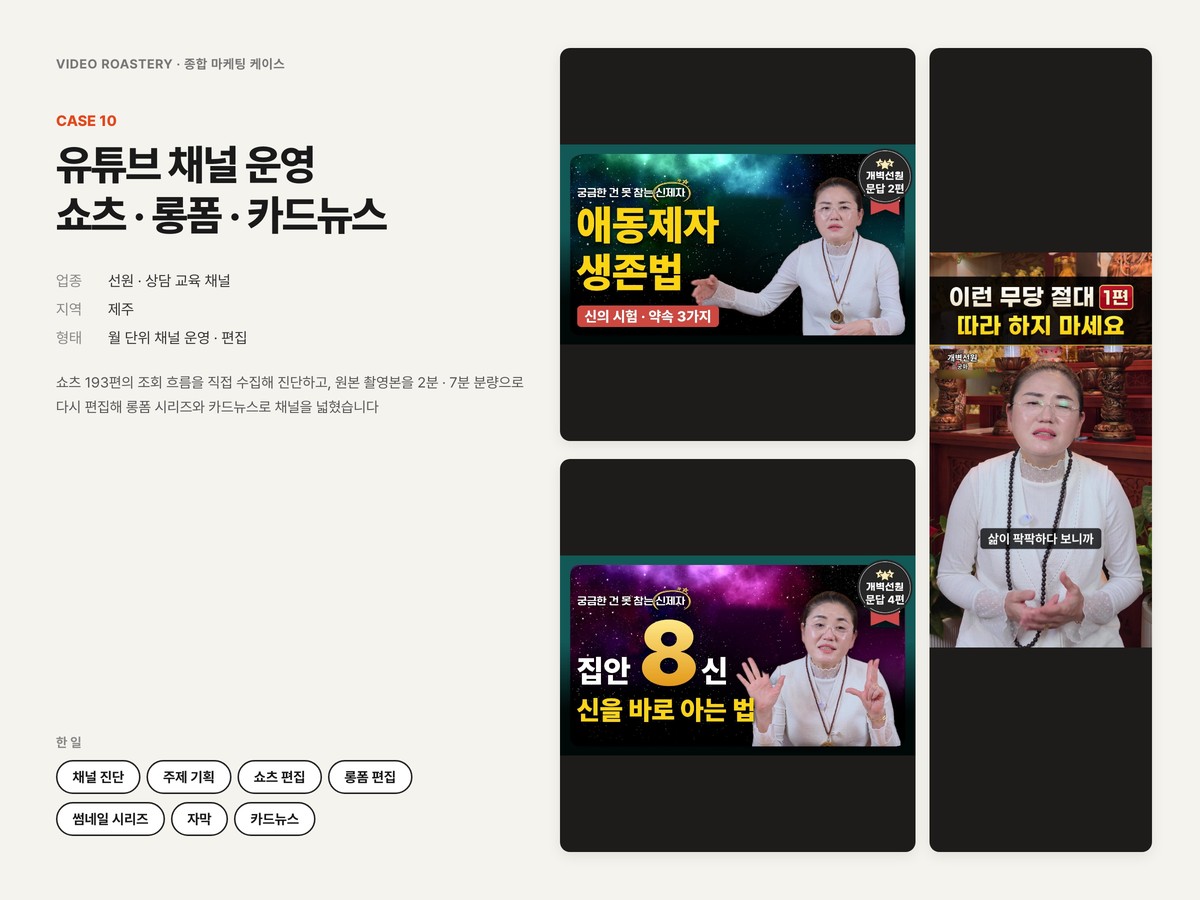 VIDEO ROASTERY · 종합 마케팅 케이스
CASE 10
유튜브 채널 운영
쇼츠 · 롱폼 · 카드뉴스
업종 선원 · 상담 교육 채널
지역 제주
형태 월 단위 채널 운영 · 편집
쇼츠 193편의 조회 흐름을 직접 수집해 진단하고, 원본 촬영본을 2분 · 7분 분량으로
다시 편집해 롱폼 시리즈와 카드뉴스로 채널을 넓혔습니다
한 일
채널 진단
주제 기획
쇼츠 편집
롱폼 편집
썸네일 시리즈
자막
카드뉴스
궁금한 건 못 참는 신제자
애동제자
생존법
신의 시험 · 약속 3가지
개벽선원
문답 2편
궁금한 건 못 참는 신제자
집안 8신
신을 바로 아는 법
개벽선원
문답 4편
이런 무당 절대 1편
따라 하지 마세요
개벽선원
삶이 팍팍하다 보니까